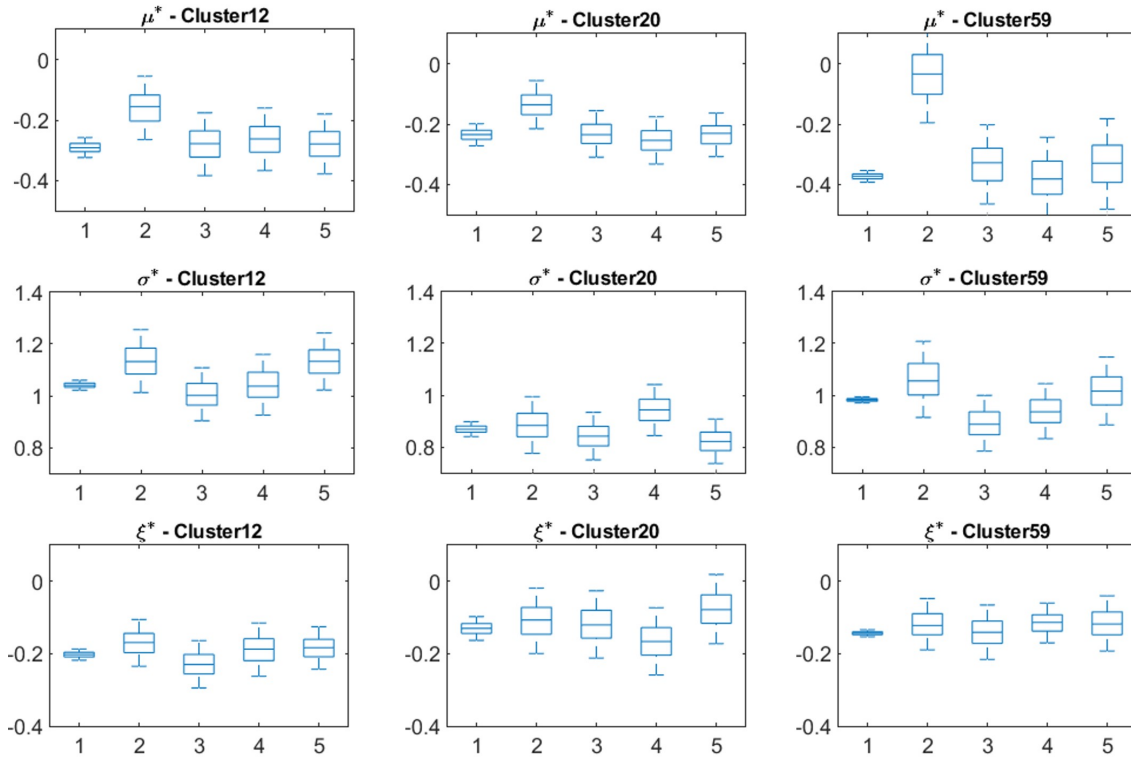 μ* - Cluster12
0
-0.2
-0.4
1 2 3 4 5
μ* - Cluster20
0
-0.2
-0.4
1 2 3 4 5
μ* - Cluster59
0
-0.2
-0.4
1 2 3 4 5
σ* - Cluster12
1.4
1.2
1
0.8
1 2 3 4 5
σ* - Cluster20
1.4
1.2
1
0.8
1 2 3 4 5
σ* - Cluster59
1.4
1.2
1
0.8
1 2 3 4 5
ξ* - Cluster12
0
-0.2
-0.4
1 2 3 4 5
ξ* - Cluster20
0
-0.2
-0.4
1 2 3 4 5
ξ* - Cluster59
0
-0.2
-0.4
1 2 3 4 5